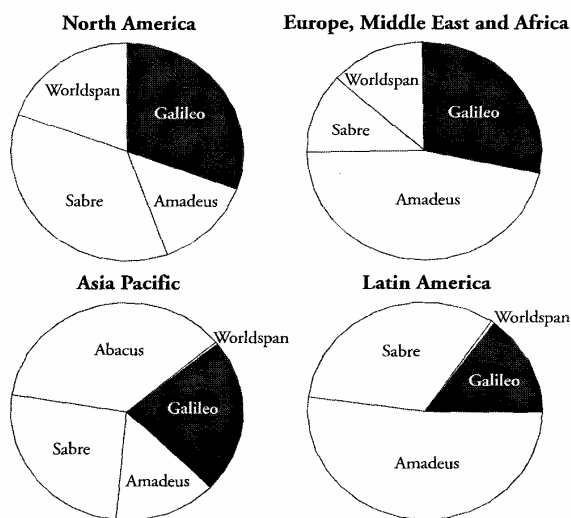 North America
Worldspan
Galileo
Sabre
Amadeus
Europe, Middle East and Africa
Worldspan
Galileo
Sabre
Amadeus
Asia Pacific
Abacus
Worldspan
Galileo
Sabre
Amadeus
Latin America
Worldspan
Sabre
Galileo
Amadeus